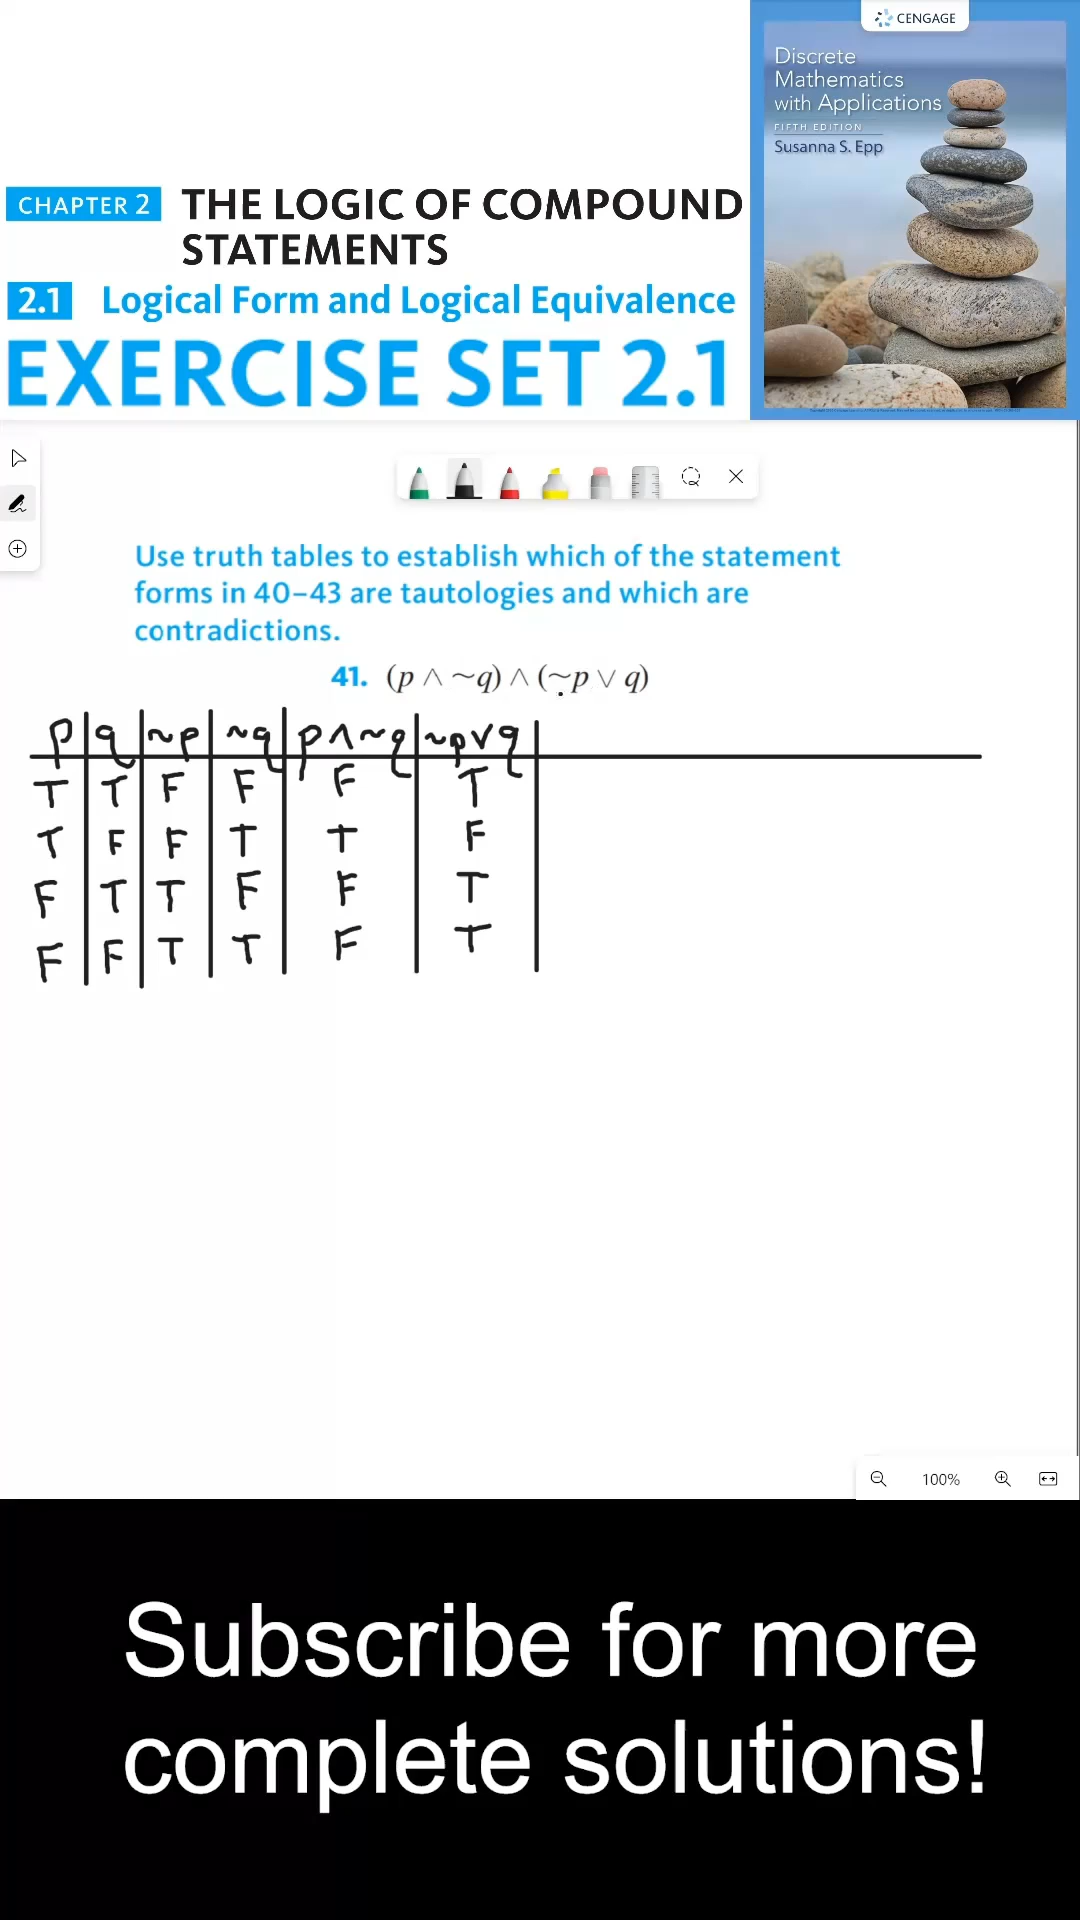 CENGAGE
Discrete
Mathematics
with Applications
FIFTH EDITION
Susanna S. Epp
CHAPTER 2 THE LOGIC OF COMPOUND
STATEMENTS
2.1 Logical Form and Logical Equivalence
EXERCISE SET 2.1
Use truth tables to establish which of the statement
forms in 40–43 are tautologies and which are
contradictions.
41. (p ∧ ~q) ∧ (~p ∨ q)
p q ~p ~q p∧~q ~p∨q
T T F F F T
T F F T T F
F T T F F T
F F T T F T
100%
Subscribe for more
complete solutions!